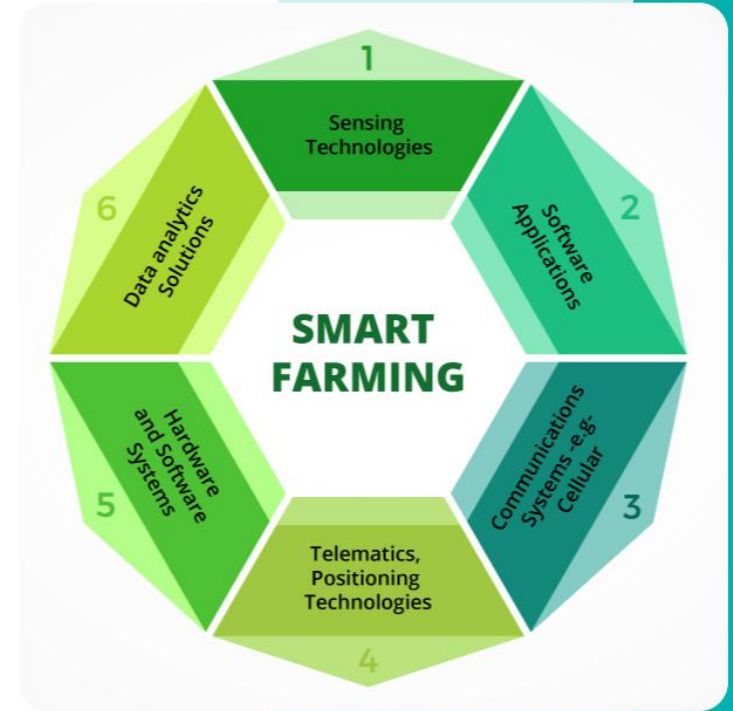 1
Sensing
Technologies
2
Software
Applications
3
Communications
Systems -e.g-
Cellular
4
Telematics,
Positioning
Technologies
5
Hardware
and Software
Systems
6
Data analytics
Solutions
SMART
FARMING